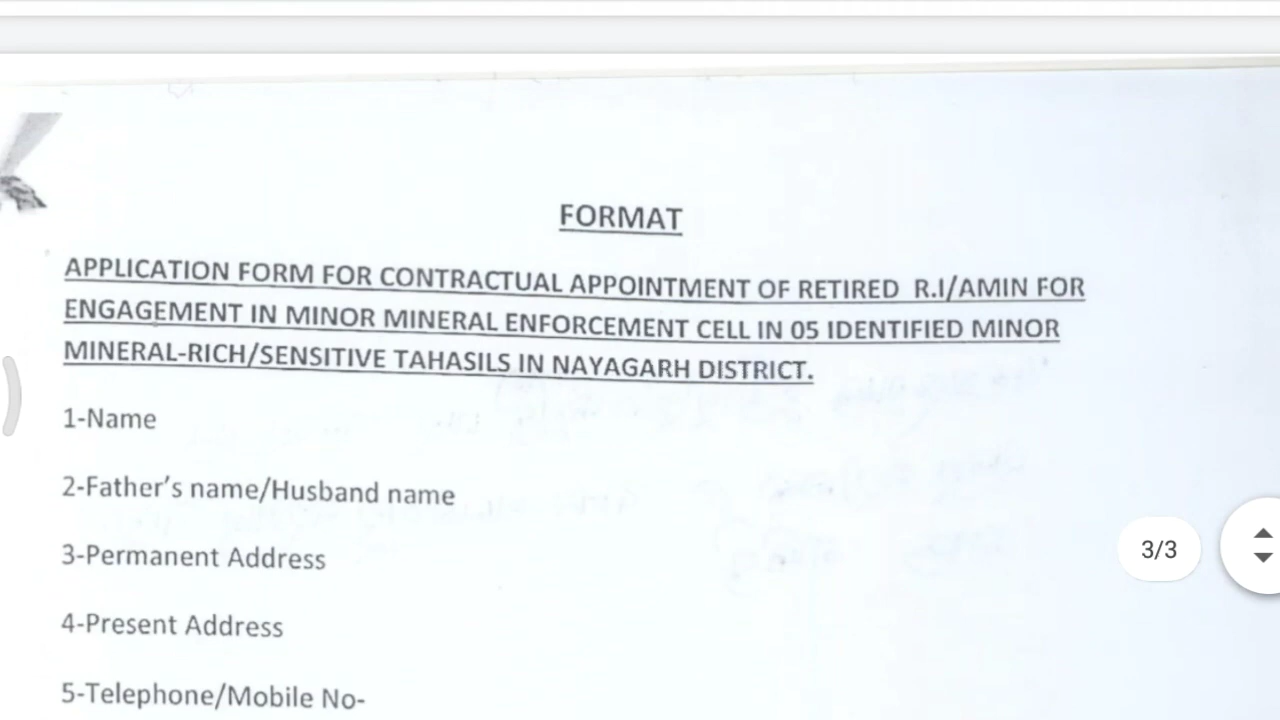 FORMAT
APPLICATION FORM FOR CONTRACTUAL APPOINTMENT OF RETIRED R.I/AMIN FOR
ENGAGEMENT IN MINOR MINERAL ENFORCEMENT CELL IN 05 IDENTIFIED MINOR
MINERAL-RICH/SENSITIVE TAHASILS IN NAYAGARH DISTRICT.
1-Name
2-Father's name/Husband name
3-Permanent Address
3/3
4-Present Address
5-Telephone/Mobile No-